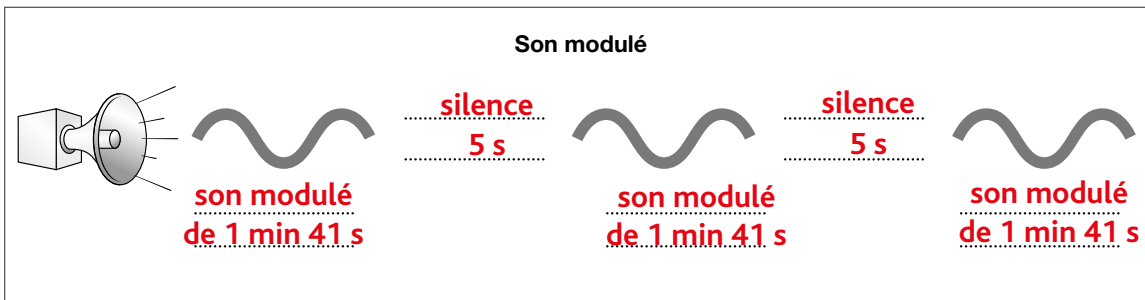 Son modulé
silence
5 s
silence
5 s
son modulé
de 1 min 41 s
son modulé
de 1 min 41 s
son modulé
de 1 min 41 s